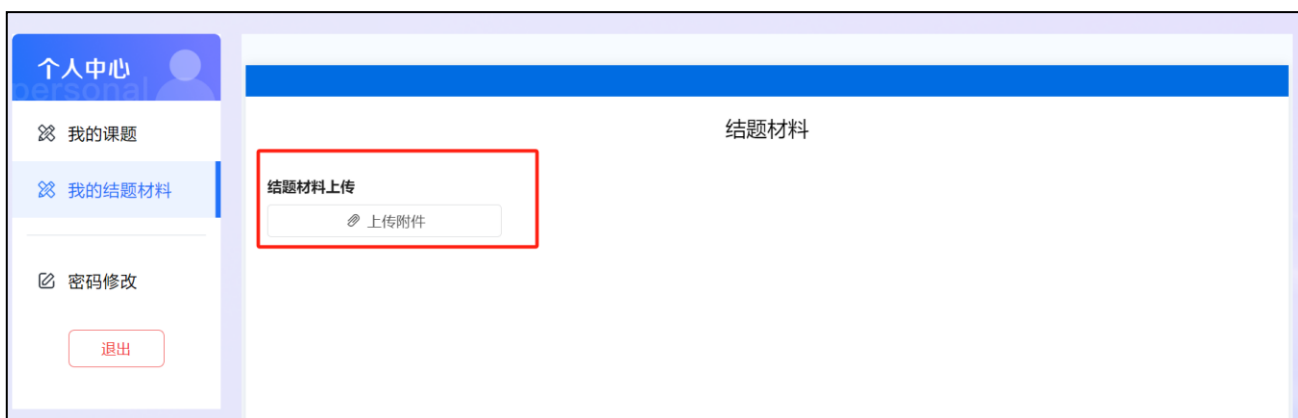 个人中心
personal
我的课题
我的结题材料
密码修改
退出
结题材料
结题材料上传
上传附件